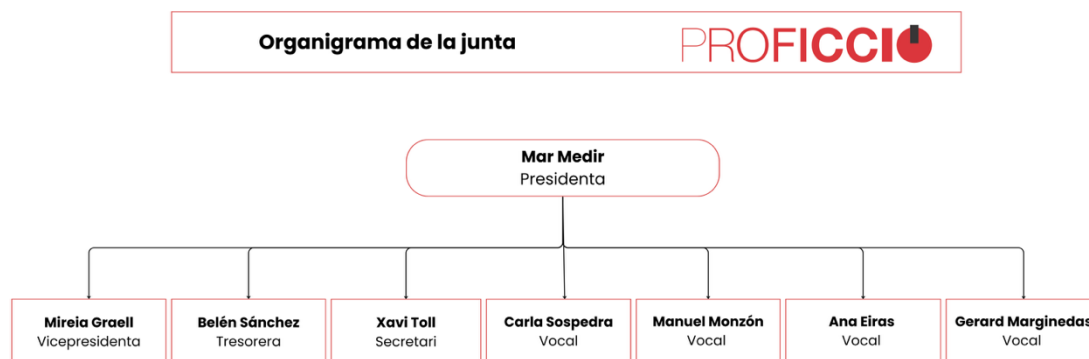 Organigrama de la junta
PROFICCIÓ
Mar Medir
Presidenta
Mireia Graell
Vicepresidenta
Belén Sánchez
Tresorera
Xavi Toll
Secretari
Carla Sospedra
Vocal
Manuel Monzón
Vocal
Ana Eiras
Vocal
Gerard Marginedas
Vocal